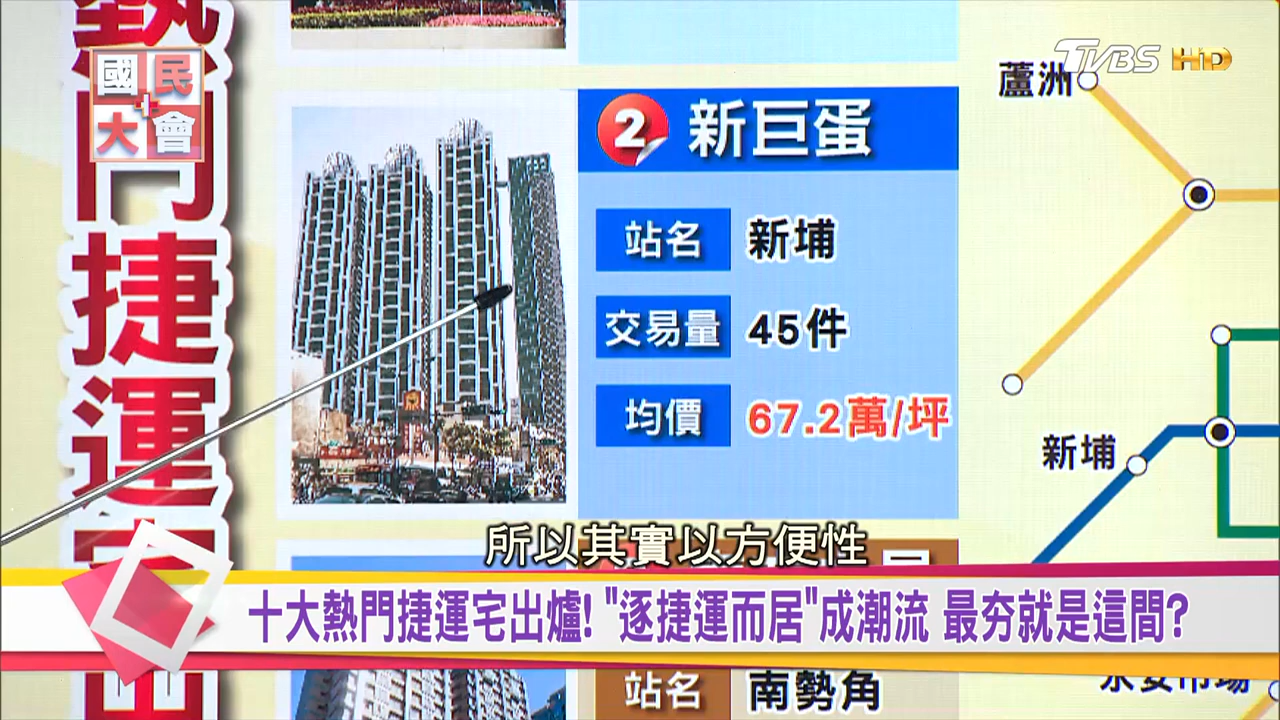 熱門捷運宅
國民
大會
TVBS HD
蘆洲
2 新巨蛋
站名 新埔
交易量 45件
均價 67.2萬/坪
新埔
所以其實以方便性
十大熱門捷運宅出爐!"逐捷運而居"成潮流 最夯就是這間?
站名 南勢角
永安市場